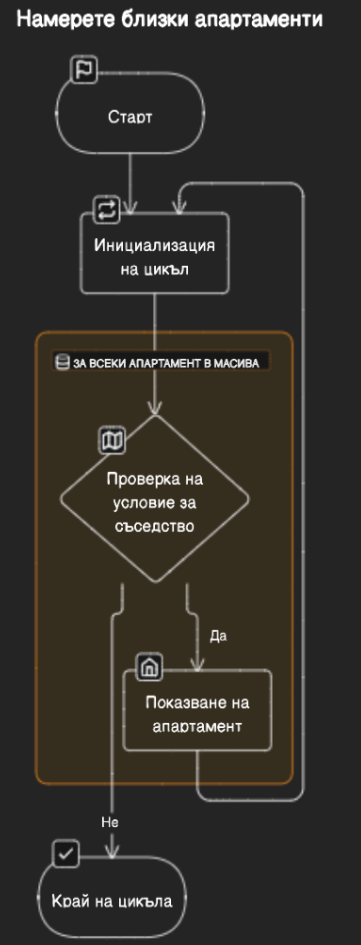 Намерете близки апартаменти
Старт
Инициализация
на цикъл
ЗА ВСЕКИ АПАРТАМЕНТ В МАСИВА
Проверка на
условие за
съседство
Да
Показване на
апартамент
Не
Край на цикъла